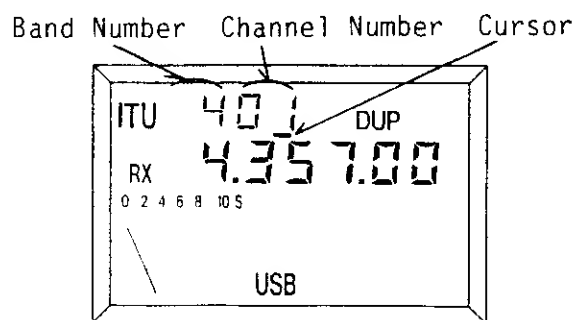 Band Number Channel Number Cursor
ITU 401 DUP
RX 4.357.00
0 2 4 6 8 10 S
USB